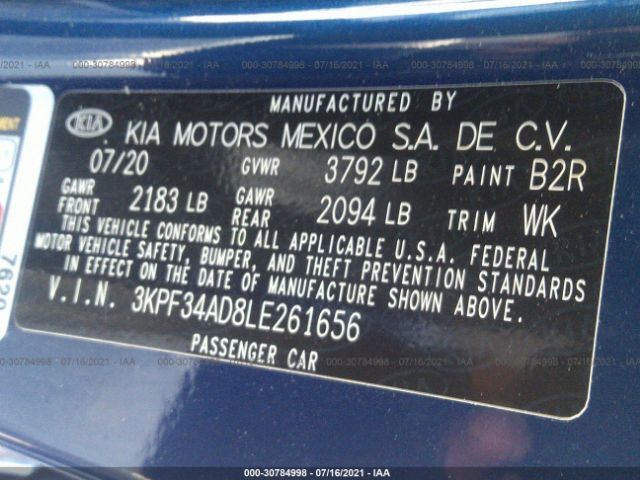 000-30784998 - 07/16/2021 - IAA
MANUFACTURED BY
KIA KIA MOTORS MEXICO S.A. DE C.V.
07/20 GVWR 3792 LB PAINT B2R
GAWR FRONT 2183 LB GAWR REAR 2094 LB TRIM WK
THIS VEHICLE CONFORMS TO ALL APPLICABLE U.S.A. FEDERAL
MOTOR VEHICLE SAFETY, BUMPER, AND THEFT PREVENTION STANDARDS
IN EFFECT ON THE DATE OF MANUFACTURE SHOWN ABOVE.
V.I.N. 3KPF34AD8LE261656
PASSENGER CAR
7620
000-30784998 - 07/16/2021 - IAA